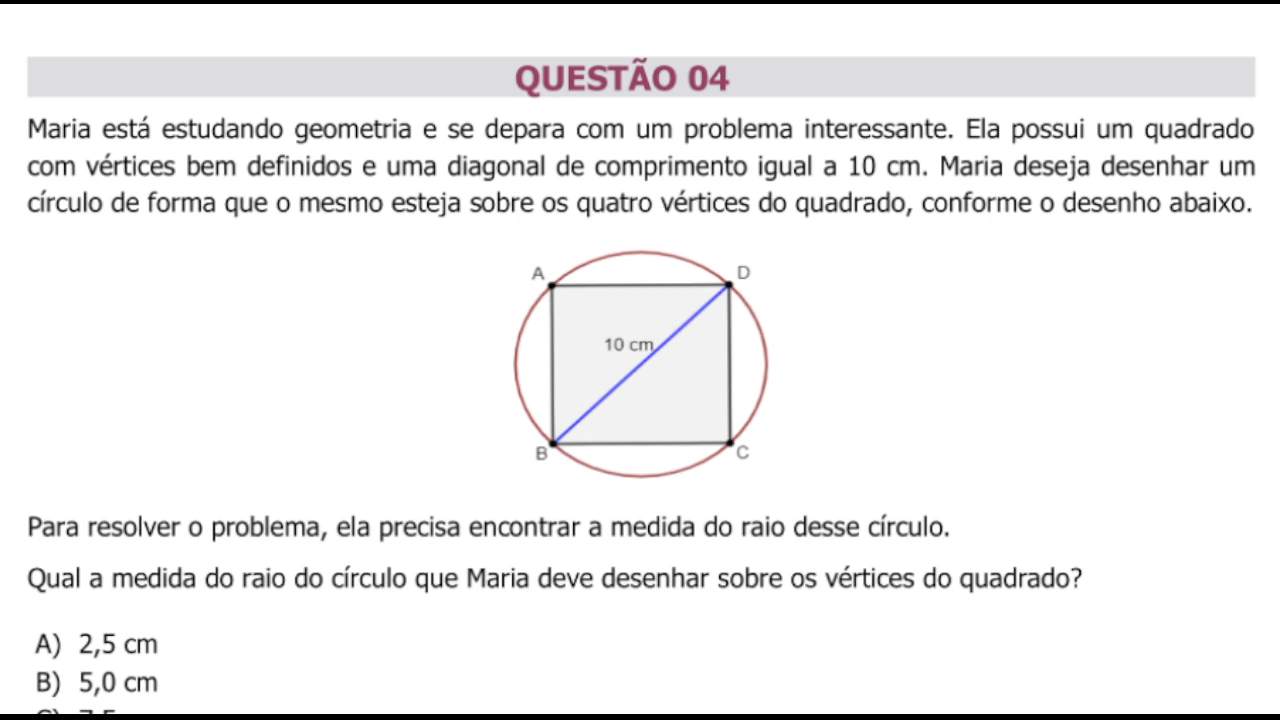 QUESTÃO 04
Maria está estudando geometria e se depara com um problema interessante. Ela possui um quadrado
com vértices bem definidos e uma diagonal de comprimento igual a 10 cm. Maria deseja desenhar um
círculo de forma que o mesmo esteja sobre os quatro vértices do quadrado, conforme o desenho abaixo.
A
D
10 cm
B
C
Para resolver o problema, ela precisa encontrar a medida do raio desse círculo.
Qual a medida do raio do círculo que Maria deve desenhar sobre os vértices do quadrado?
A) 2,5 cm
B) 5,0 cm